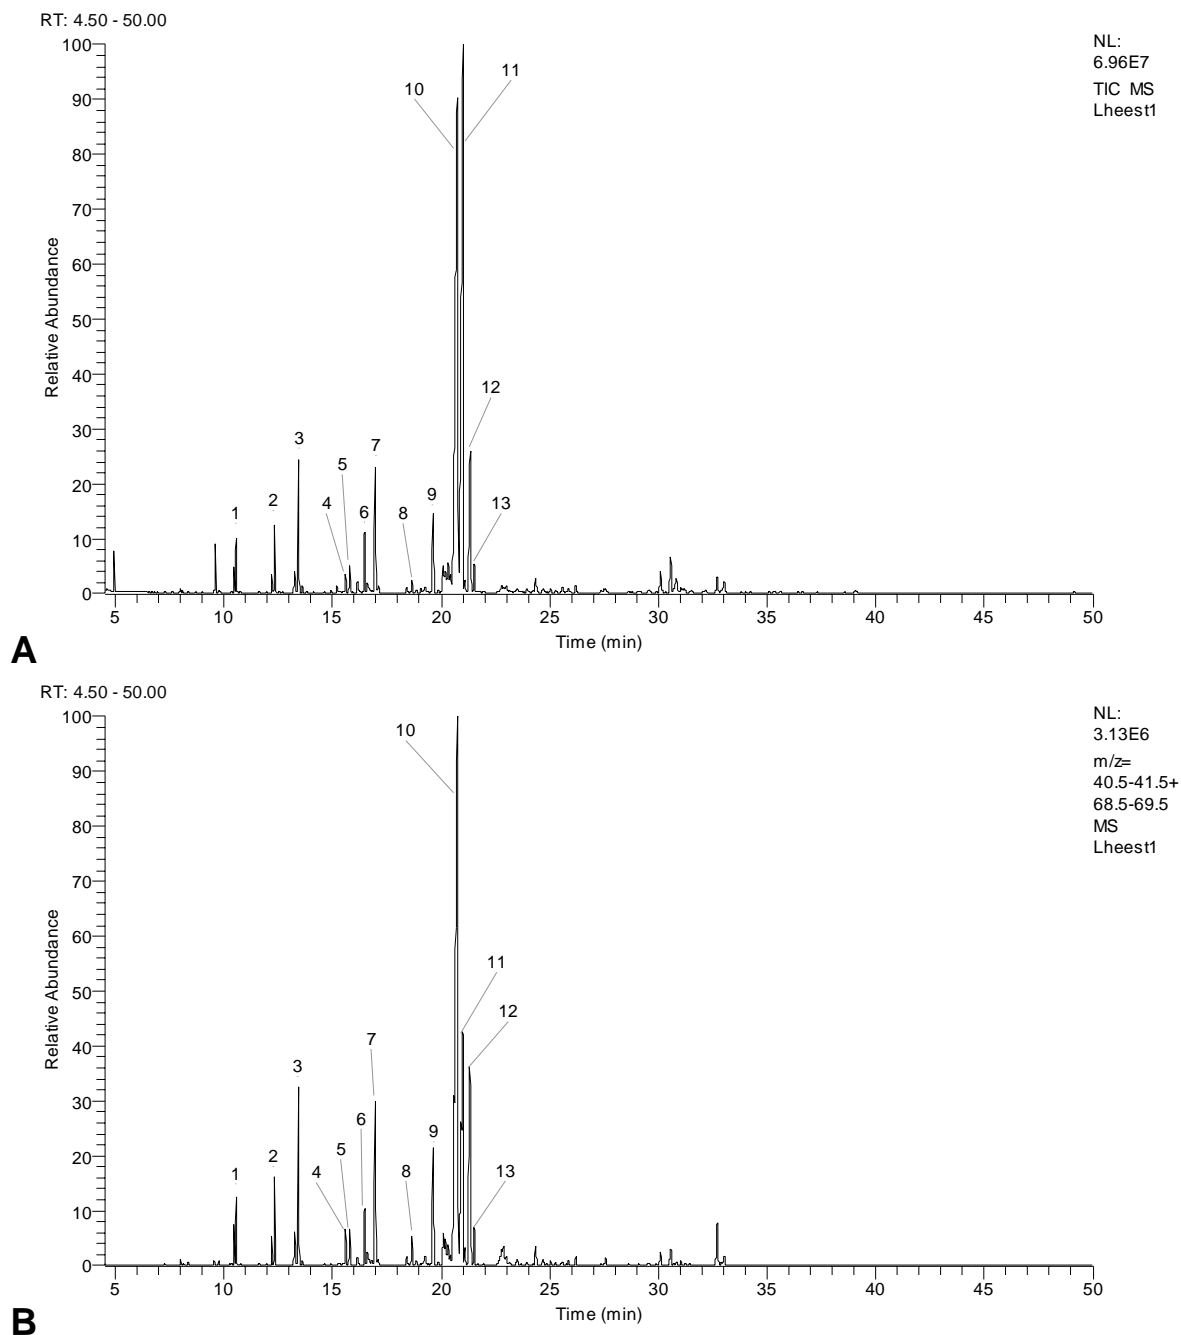 RT: 4.50 - 50.00
NL:
6.96E7
TIC MS
Lheest1
100
90
80
70
60
50
40
30
20
10
0
Relative Abundance
1
2
3
4
5
6
7
8
9
10
11
12
13
5 10 15 20 25 30 35 40 45 50
Time (min)
A
RT: 4.50 - 50.00
NL:
3.13E6
m/z=
40.5-41.5+
68.5-69.5
MS
Lheest1
100
90
80
70
60
50
40
30
20
10
0
Relative Abundance
1
2
3
4
5
6
7
8
9
10
11
12
13
5 10 15 20 25 30 35 40 45 50
Time (min)
B